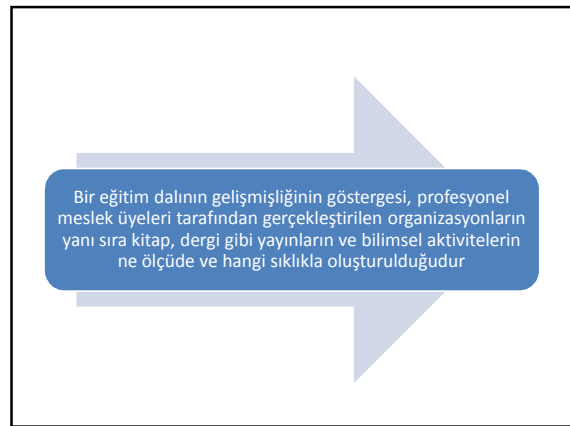 Bir eğitim dalının gelişmişliğinin göstergesi, profesyonel
meslek üyeleri tarafından gerçekleştirilen organizasyonların
yanı sıra kitap, dergi gibi yayınların ve bilimsel aktivitelerin
ne ölçüde ve hangi sıklıkla oluşturulduğudur